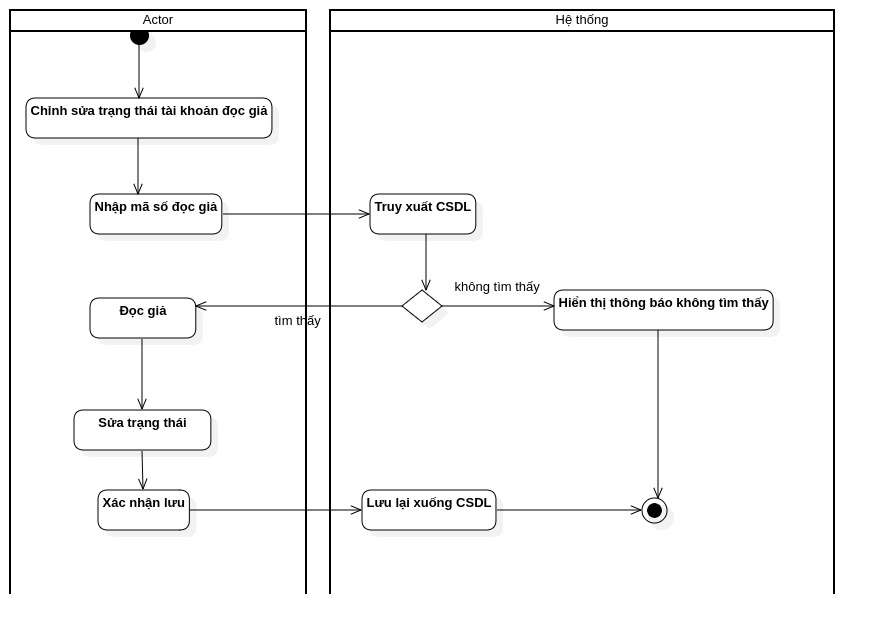 Actor
Hệ thống
Chỉnh sửa trạng thái tài khoản đọc giả
Nhập mã số đọc giả
Truy xuất CSDL
không tìm thấy
Hiển thị thông báo không tìm thấy
Đọc giả
tìm thấy
Sửa trạng thái
Xác nhận lưu
Lưu lại xuống CSDL